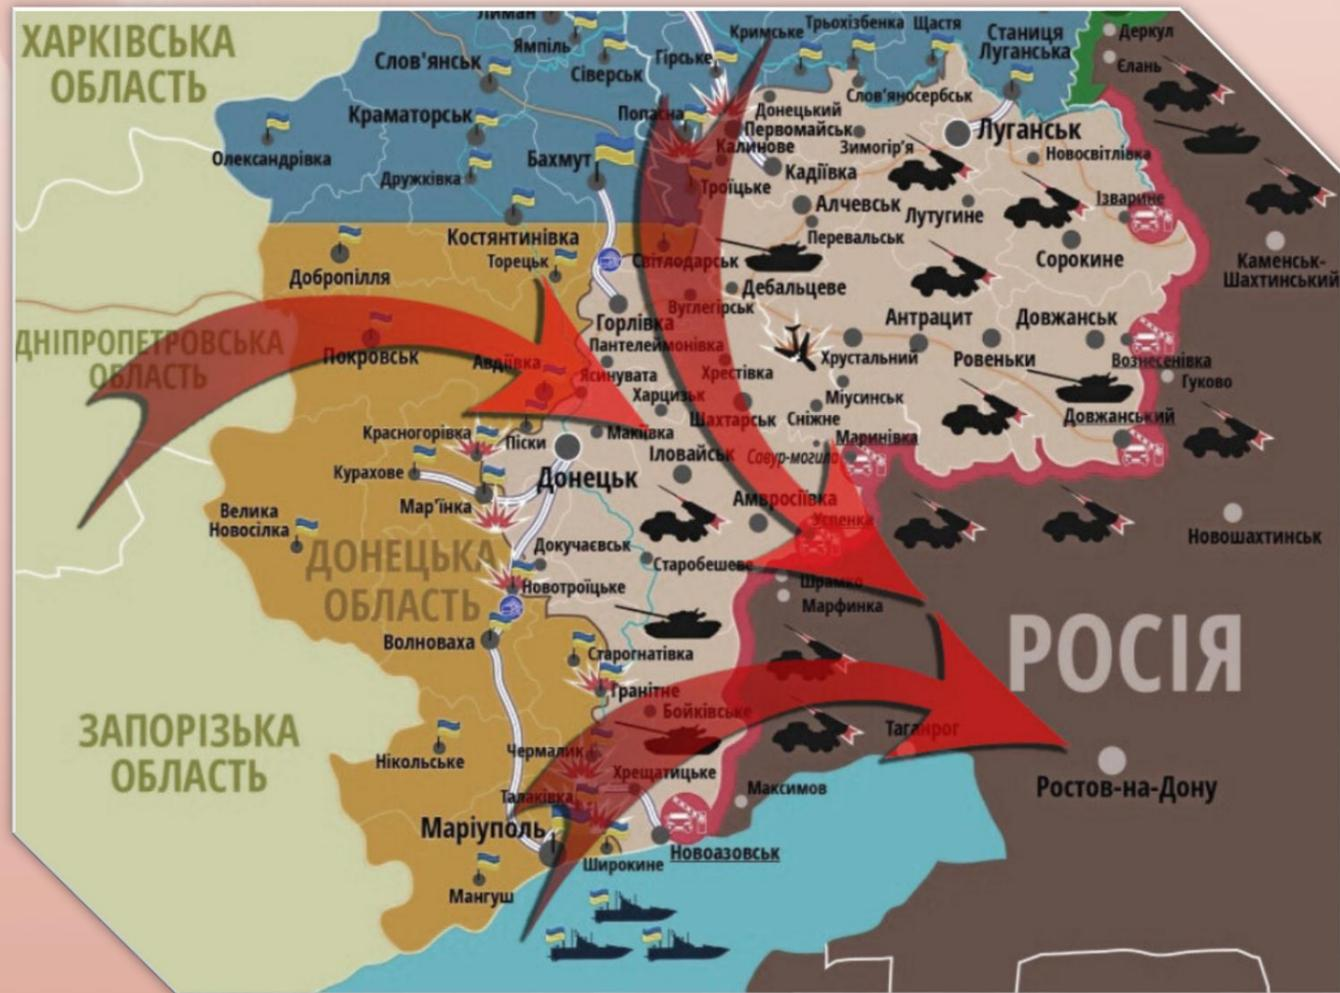 Лиман
Кримське
Трьохізбенка
Щастя
Станиця
Луганська
Деркул
Єлань
ХАРКІВСЬКА
ОБЛАСТЬ
Ямпіль
Слов'янськ
Сіверськ
Гірське
Слов'яносербськ
Краматорськ
Попасна
Донецький
Первомайськ
Калинове
Зимогір'я
Луганськ
Новосвітлівка
Олександрівка
Бахмут
Дружківка
Кадіївка
Троїцьке
Алчевськ
Лутугине
Ізварине
Костянтинівка
Перевальськ
Сорокине
Каменськ-
Шахтинський
Торецьк
Світлодарськ
Добропілля
Дебальцеве
Вуглегірськ
Горлівка
Антрацит
Довжанськ
ДНІПРОПЕТРОВСЬКА
ОБЛАСТЬ
Покровськ
Авдіївка
Пантелеймонівка
Хрустальний
Ровеньки
Вознесенівка
Ясинувата
Хрестівка
Гуково
Харцизьк
Міусинськ
Шахтарськ
Сніжне
Довжанський
Красногорівка
Піски
Макіївка
Маринівка
Іловайськ
Савур-могила
Курахове
Донецьк
Мар'їнка
Амвросіївка
Велика
Новосілка
Успенка
Новошахтинськ
ДОНЕЦЬКА
ОБЛАСТЬ
Докучаєвськ
Старобешеве
Новотроїцьке
Шрамко
Марфинка
Волноваха
Старогнатівка
РОСІЯ
Гранітне
Бойківське
ЗАПОРІЗЬКА
ОБЛАСТЬ
Таганрог
Нікольське
Чермалик
Хрещатицьке
Талаківка
Максимов
Ростов-на-Дону
Маріуполь
Широкине
Новоазовськ
Мангуш